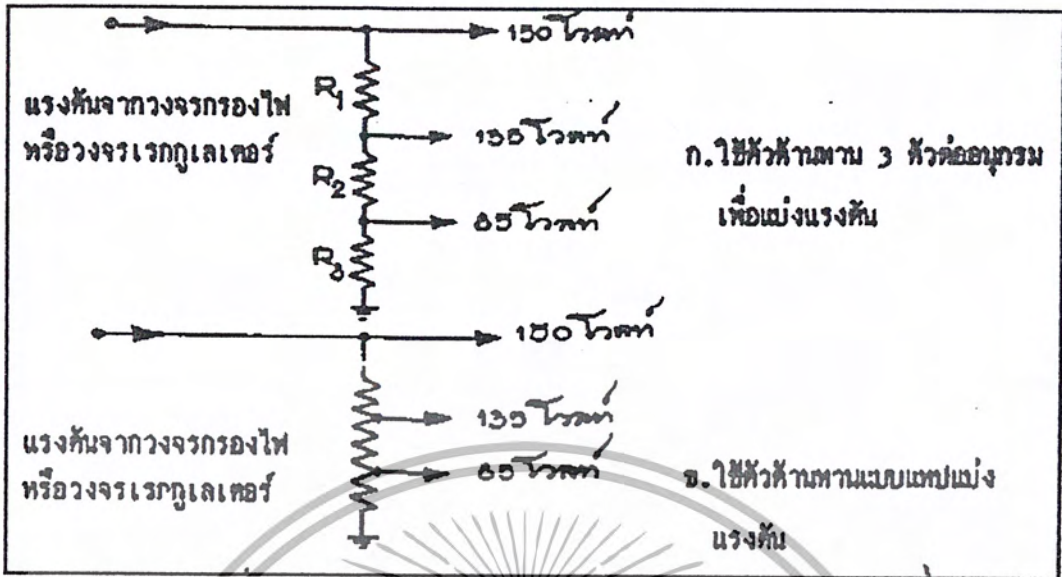 150 โวลท์
R1
แรงดันจากวงจรกรองไฟ
หรือวงจรเรกกูเลเตอร์
135 โวลท์
ก.ใช้ตัวต้านทาน 3 ตัวต่ออนุกรม
เพื่อแบ่งแรงดัน
R2
85 โวลท์
R3
150 โวลท์
135 โวลท์
แรงดันจากวงจรกรองไฟ
หรือวงจรเรกกูเลเตอร์
85 โวลท์
ข.ใช้ตัวต้านทานแบบแทปแบ่ง
แรงดัน